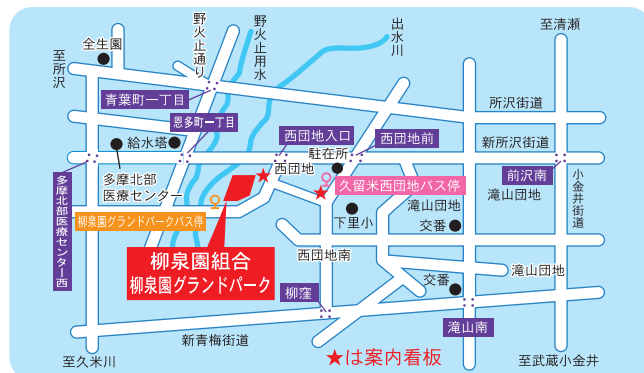 至所沢
全生園
野火止通り
野火止用水
出水川
至清瀬
青葉町一丁目
所沢街道
恩多町一丁目
給水塔
西団地入口
西団地前
新所沢街道
駐在所
西団地
前沢南
多摩北部
医療センター
久留米西団地バス停
滝山団地
小金井街道
多摩北部医療センター西
柳泉園グランドパークバス停
下里小
滝山団地
交番
柳泉園組合
柳泉園グランドパーク
西団地南
滝山団地
交番
柳窪
滝山南
新青梅街道
至久米川
★は案内看板
至武蔵小金井